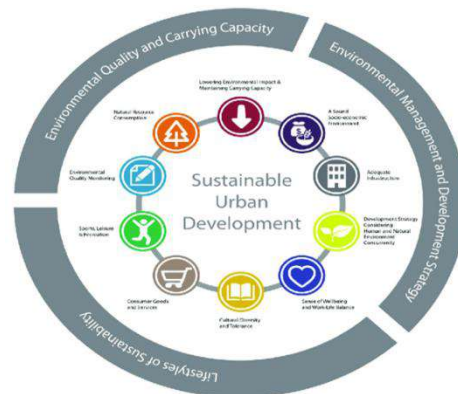 Environmental Quality and Carrying Capacity
Environmental Management and Development Strategy
Lifestyles of Sustainability
Sustainable
Urban
Development
Lowering Environmental Impact &
Maintaining Carrying Capacity
A Sound
Socio-economic
Environment
Adequate
Infrastructure
Development Strategy
Considering
Human and Natural
Environment
Concurrently
Sense of Wellbeing
and Work-Life Balance
Cultural Diversity
and Tolerance
Consumer Goods
and Services
Sports, Leisure
& Recreation
Environmental
Quality Monitoring
Natural Resource
Consumption